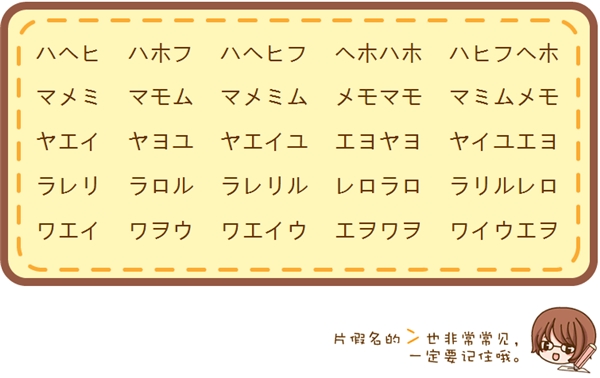 ハヘヒ ハホフ ハヘヒフ ヘホハホ ハヒフヘホ
マメミ マモム マメミム メモマモ マミムメモ
ヤエイ ヤヨユ ヤエイユ エヨヤヨ ヤイユエヨ
ラレリ ラロル ラレリル レロラロ ラリルレロ
ワエイ ワヲウ ワエイウ エヲワヲ ワイウエヲ
片假名的 ン 也非常常见，
一定要记住哦。